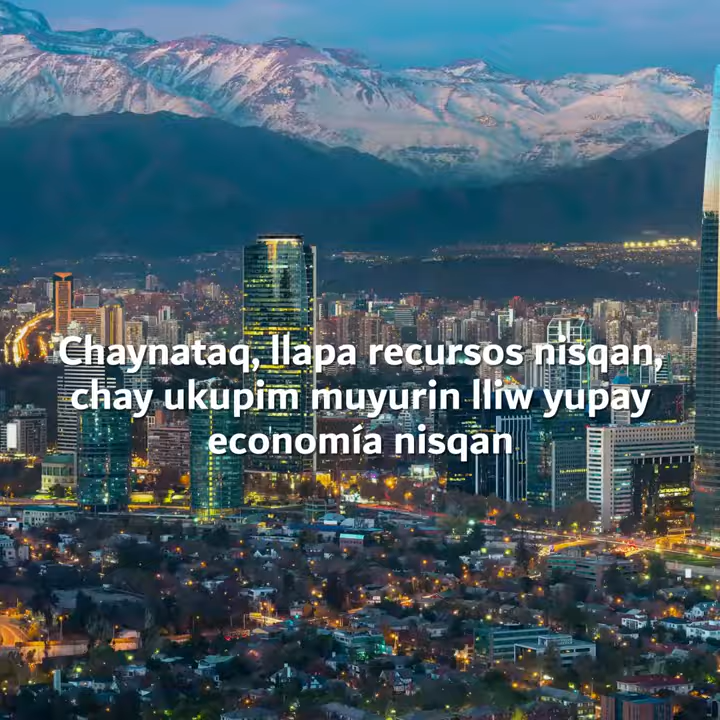 Chaynataq, llapa recursos nisqan,
chay ukupim muyurin lliw yupay
economía nisqan